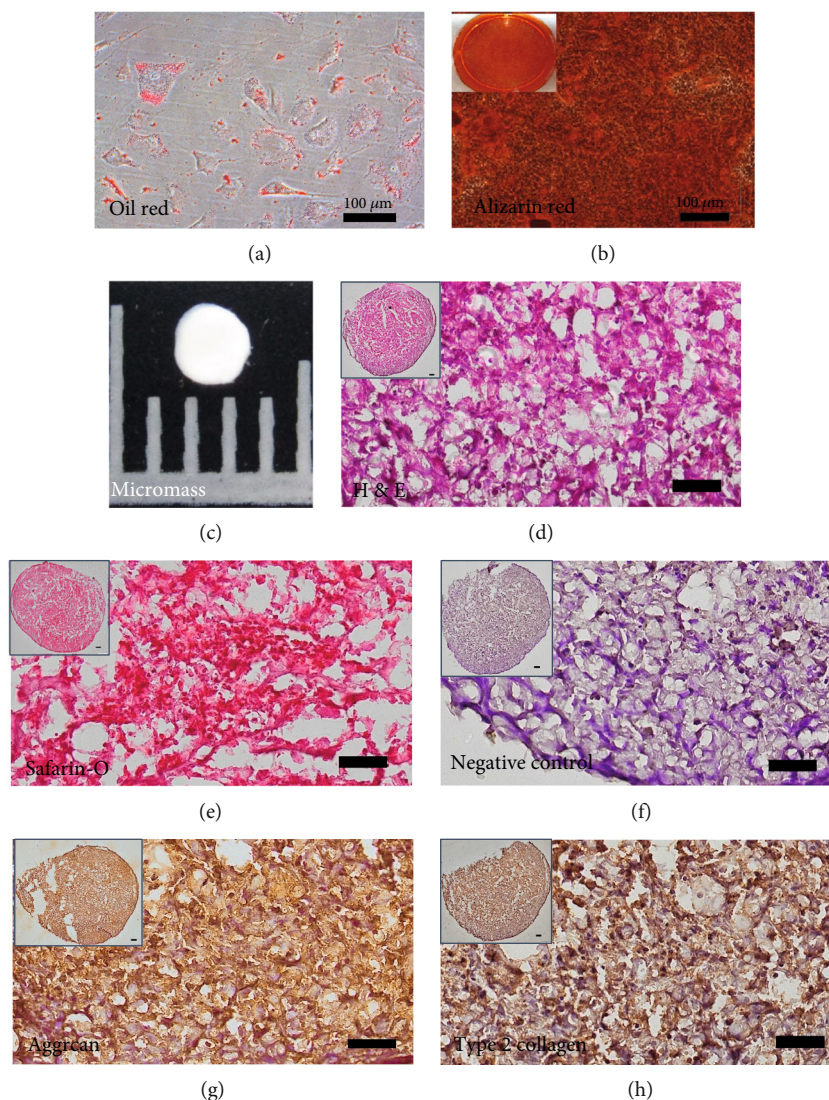 100 μm
Oil red
(a)
100 μm
Alizarin red
(b)
Micromass
(c)
H & E
(d)
Safarin-O
(e)
Negative control
(f)
Aggrcan
(g)
Type 2 collagen
(h)